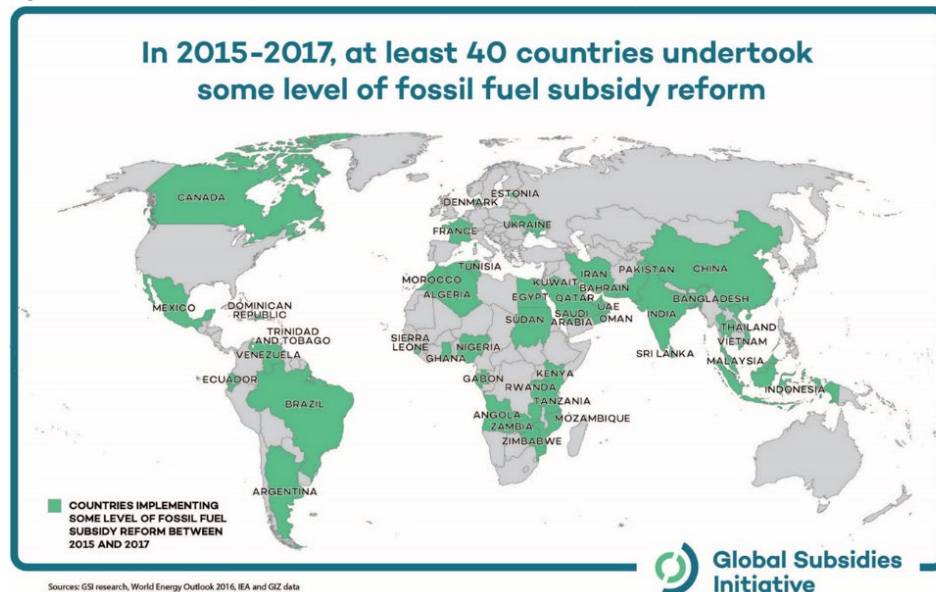 In 2015-2017, at least 40 countries undertook
some level of fossil fuel subsidy reform
CANADA
ESTONIA
DENMARK
UKRAINE
FRANCE
TUNISIA
MOROCCO
ALGERIA
IRAN
PAKISTAN
CHINA
KUWAIT
BAHRAIN
EGYPT
QATAR
BANGLADESH
MEXICO
DOMINICAN
REPUBLIC
UAE
INDIA
SUDAN
SAUDI
ARABIA
OMAN
THAILAND
TRINIDAD
AND TOBAGO
SIERRA
LEONE
NIGERIA
VIETNAM
VENEZUELA
GHANA
SRI LANKA
MALAYSIA
ECUADOR
GABON
KENYA
RWANDA
INDONESIA
BRAZIL
TANZANIA
ANGOLA
MOZAMBIQUE
ZAMBIA
ZIMBABWE
ARGENTINA
COUNTRIES IMPLEMENTING
SOME LEVEL OF FOSSIL FUEL
SUBSIDY REFORM BETWEEN
2015 AND 2017
Global Subsidies
Initiative
Sources: GSI research, World Energy Outlook 2016, IEA and GIZ data